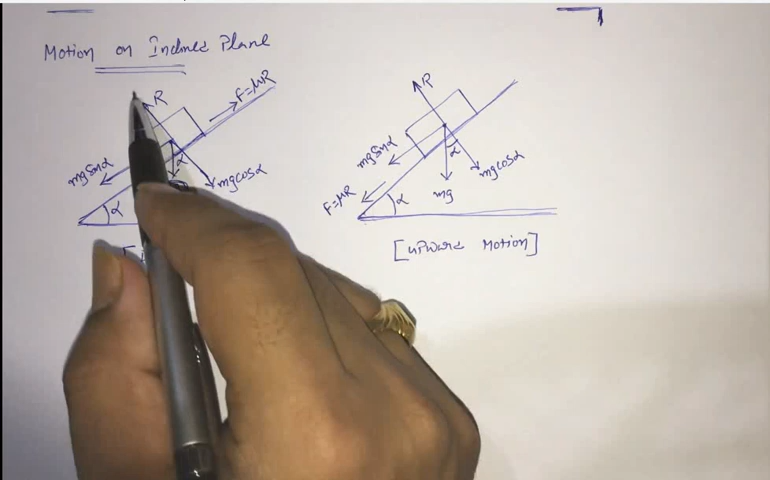 Motion on Inclined Plane
R
F=μR
mgsinα
α
mgcosα
α
R
mgsinα
α
mgcosα
F=μR
mg
α
[upward Motion]